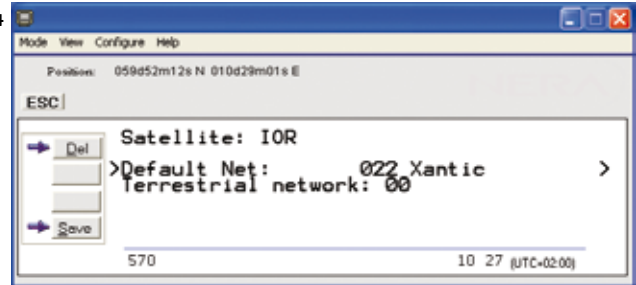 4
Mode View Configure Help
Position: 059d52m12s N 010d29m01s E
ESC
Del
Satellite: IOR
>Default Net: 022 Xantic >
Terrestrial network: 00
Save
570 10 27 (UTC+02:00)